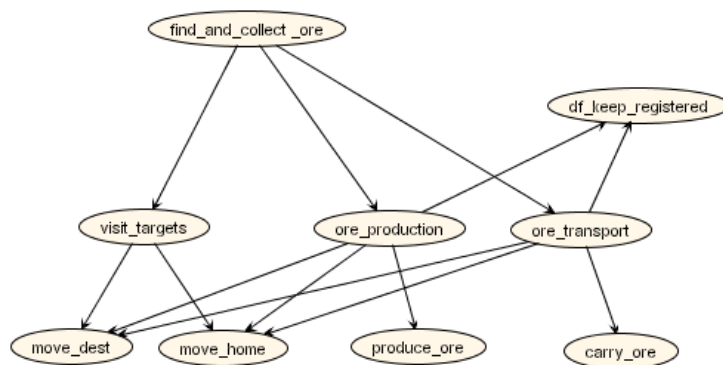 find_and_collect _ore
df_keep_registered
visit_targets
ore_production
ore_transport
move_dest
move_home
produce_ore
carry_ore